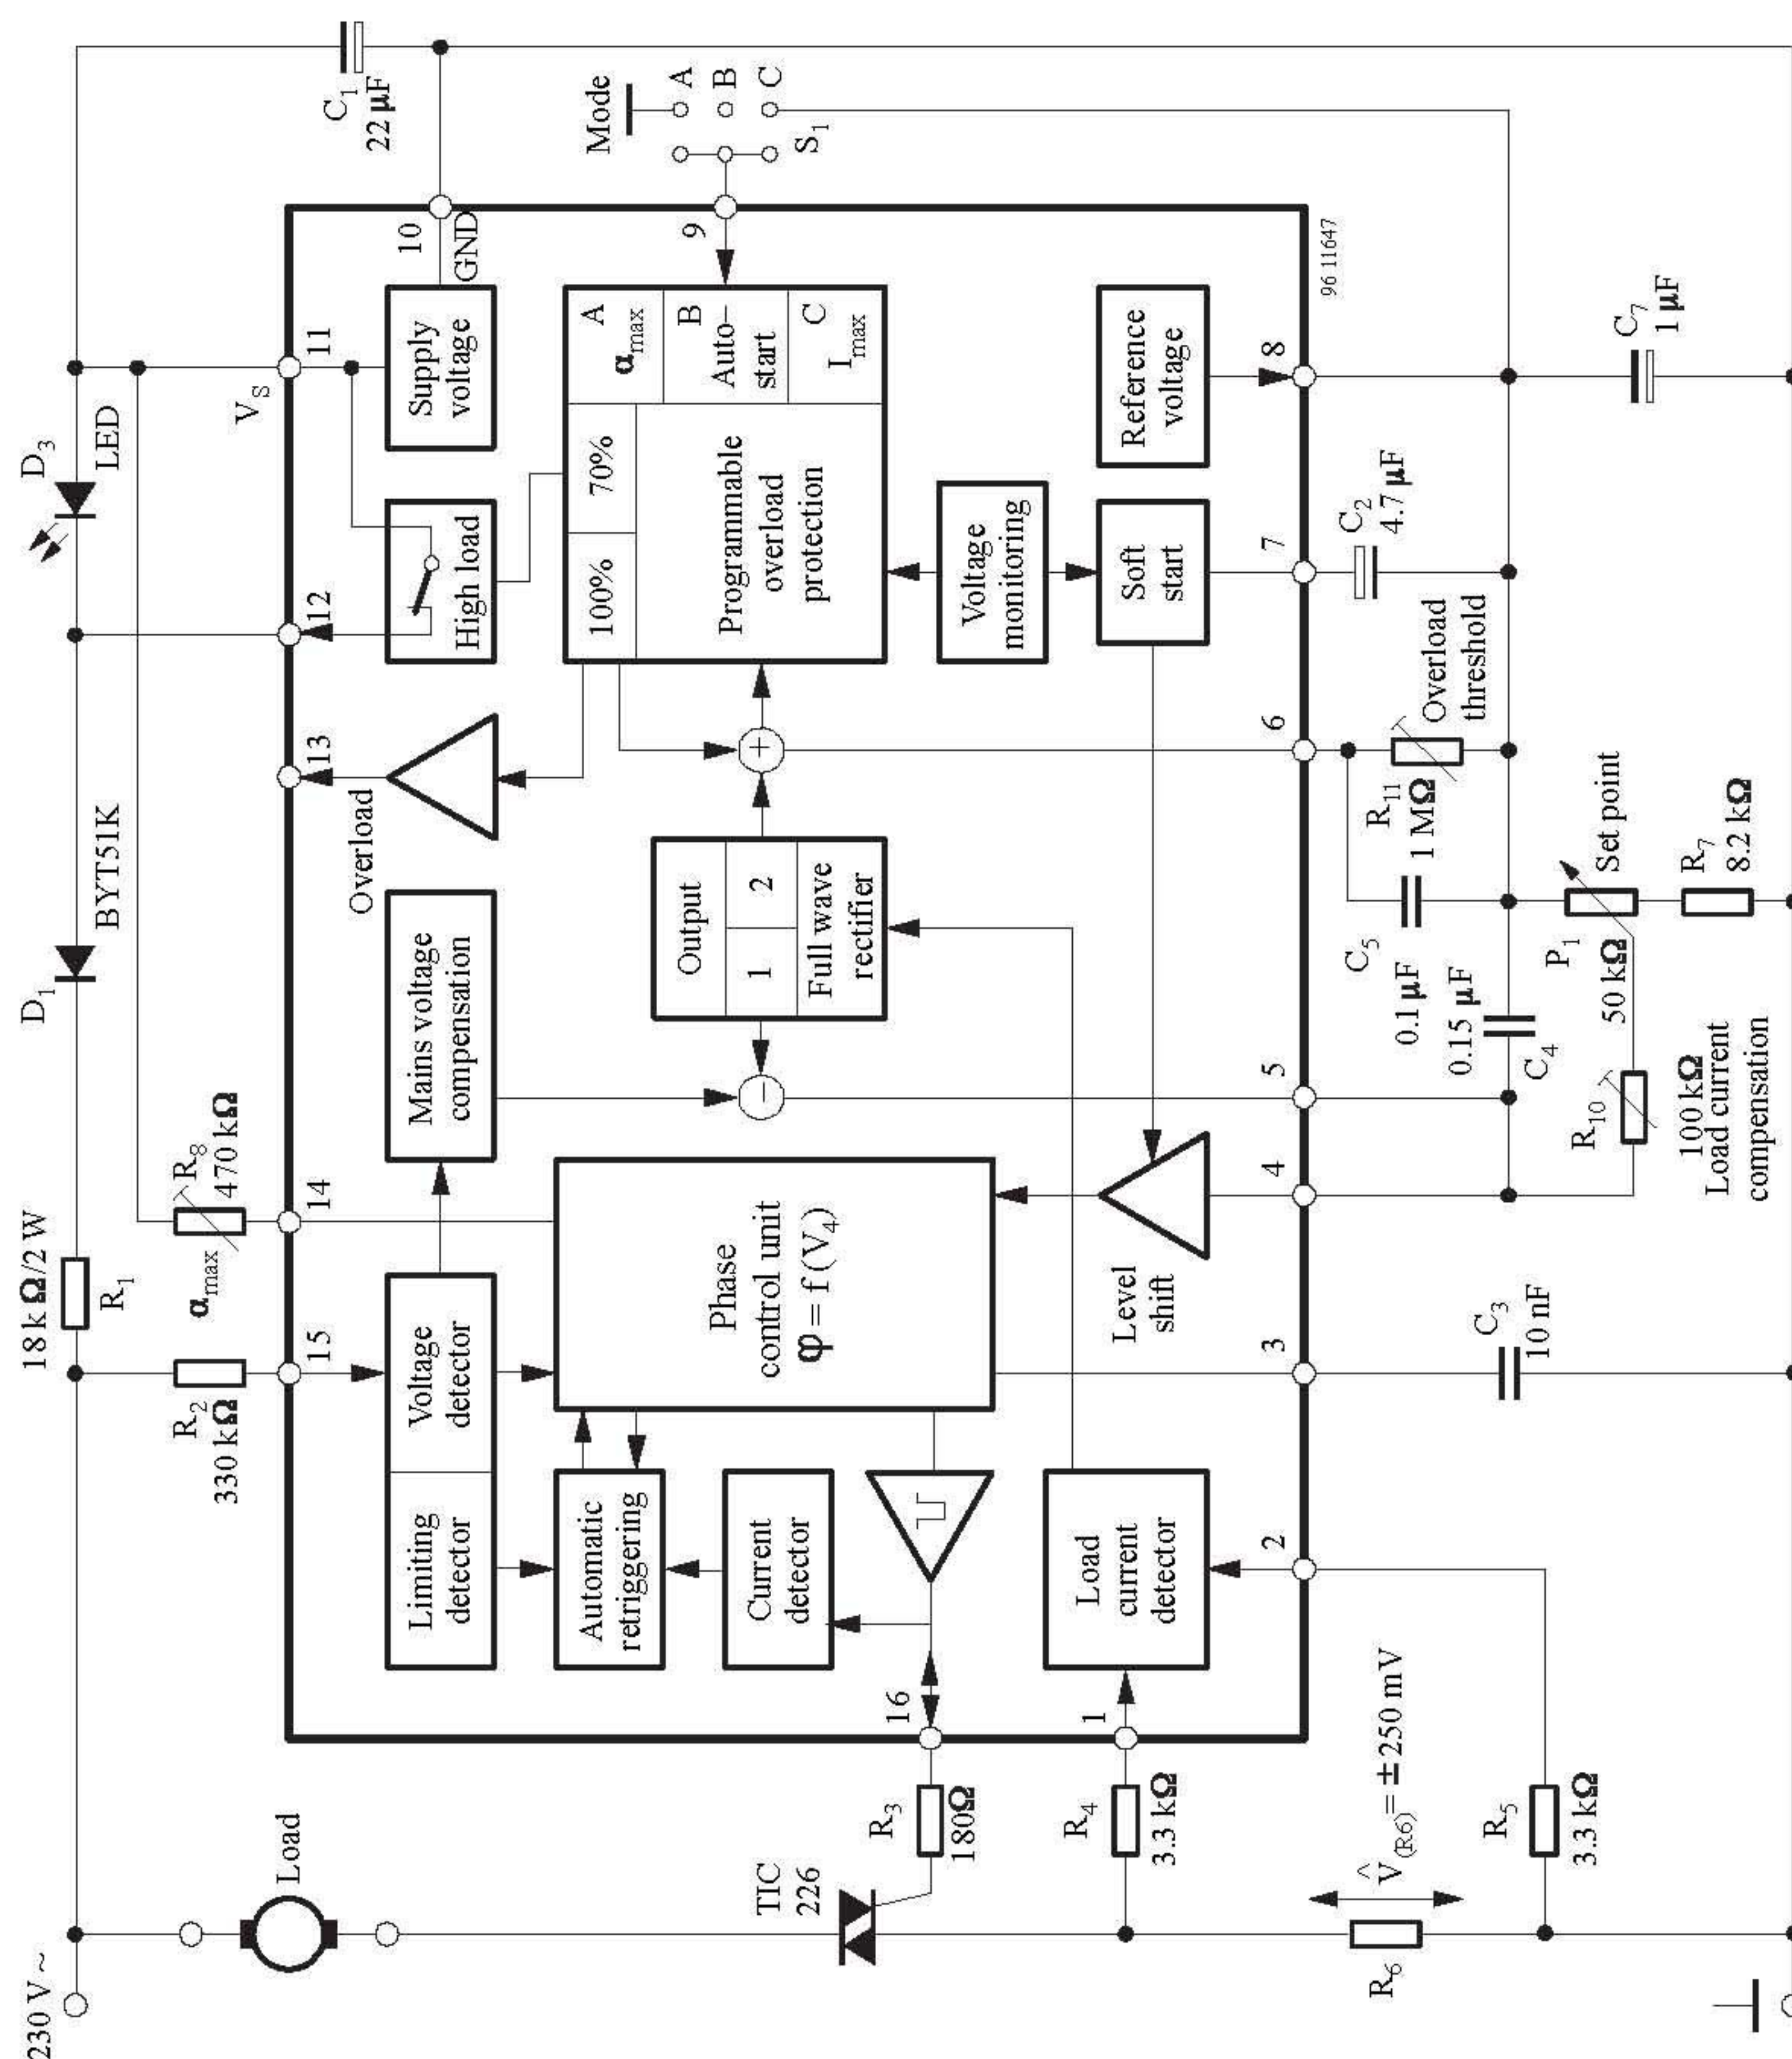 230 V ~
18 k Ω/2 W
R1
D1
BYT51K
D3
LED
C1
22 µF
R2
330 kΩ
αmax
R8
470 kΩ
Load
15
14
Overload
13
12
VS
11
10
GND
Limiting
detector
Voltage
detector
Mains voltage
compensation
High load
Supply
voltage
Mode
A
B
C
S1
9
Automatic
retriggering
Phase
control unit
φ = f (V4)
Output
1
2
Full wave
rectifier
100%
70%
Programmable
overload
protection
A
αmax
B
Auto–
start
C
Imax
Current
detector
–
+
TIC
226
R3
180Ω
16
Voltage
monitoring
Reference
voltage
Soft
start
Load
current
detector
Level
shift
1
R4
3.3 kΩ
2
3
4
5
6
7
8
96 11647
V̂(R6) = ± 250 mV
R6
R5
3.3 kΩ
C3
10 nF
R10
100 kΩ
Load current
compensation
C4
0.15 µF
C5
0.1 µF
P1
50 kΩ
Set point
R7
8.2 kΩ
R11
1 MΩ
Overload
threshold
C2
4.7 µF
C7
1 µF